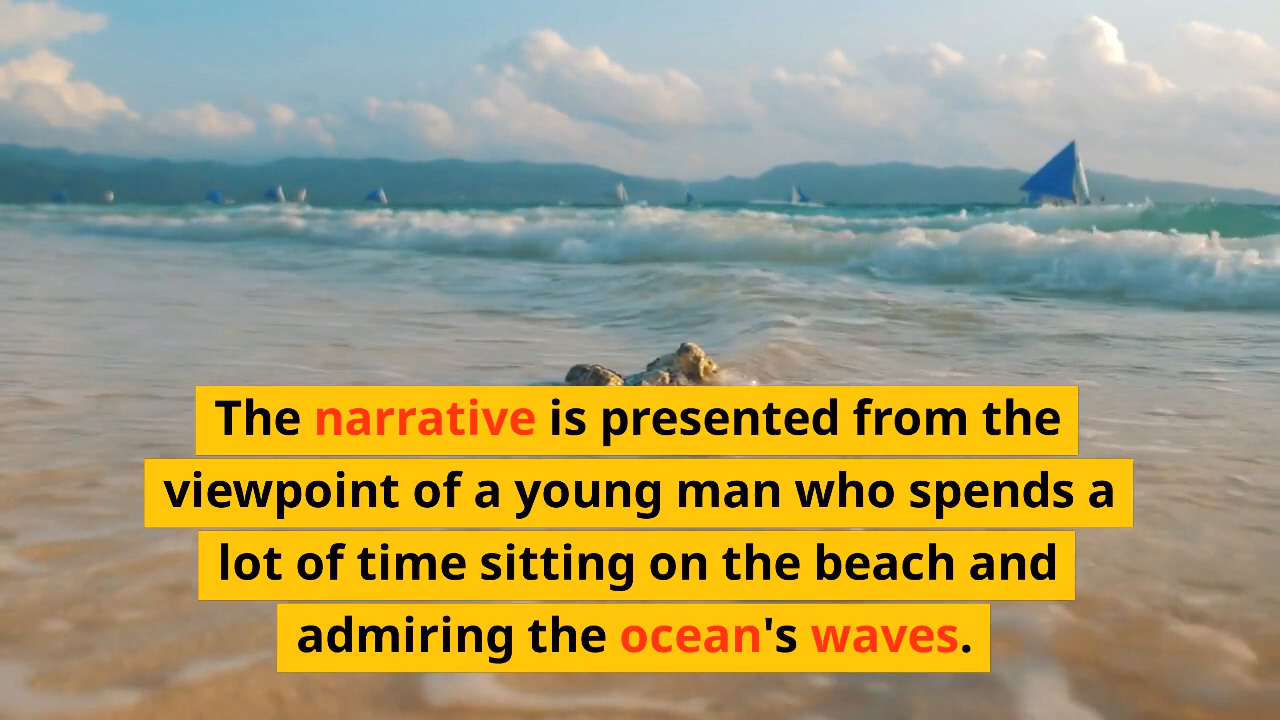 The narrative is presented from the
viewpoint of a young man who spends a
lot of time sitting on the beach and
admiring the ocean's waves.